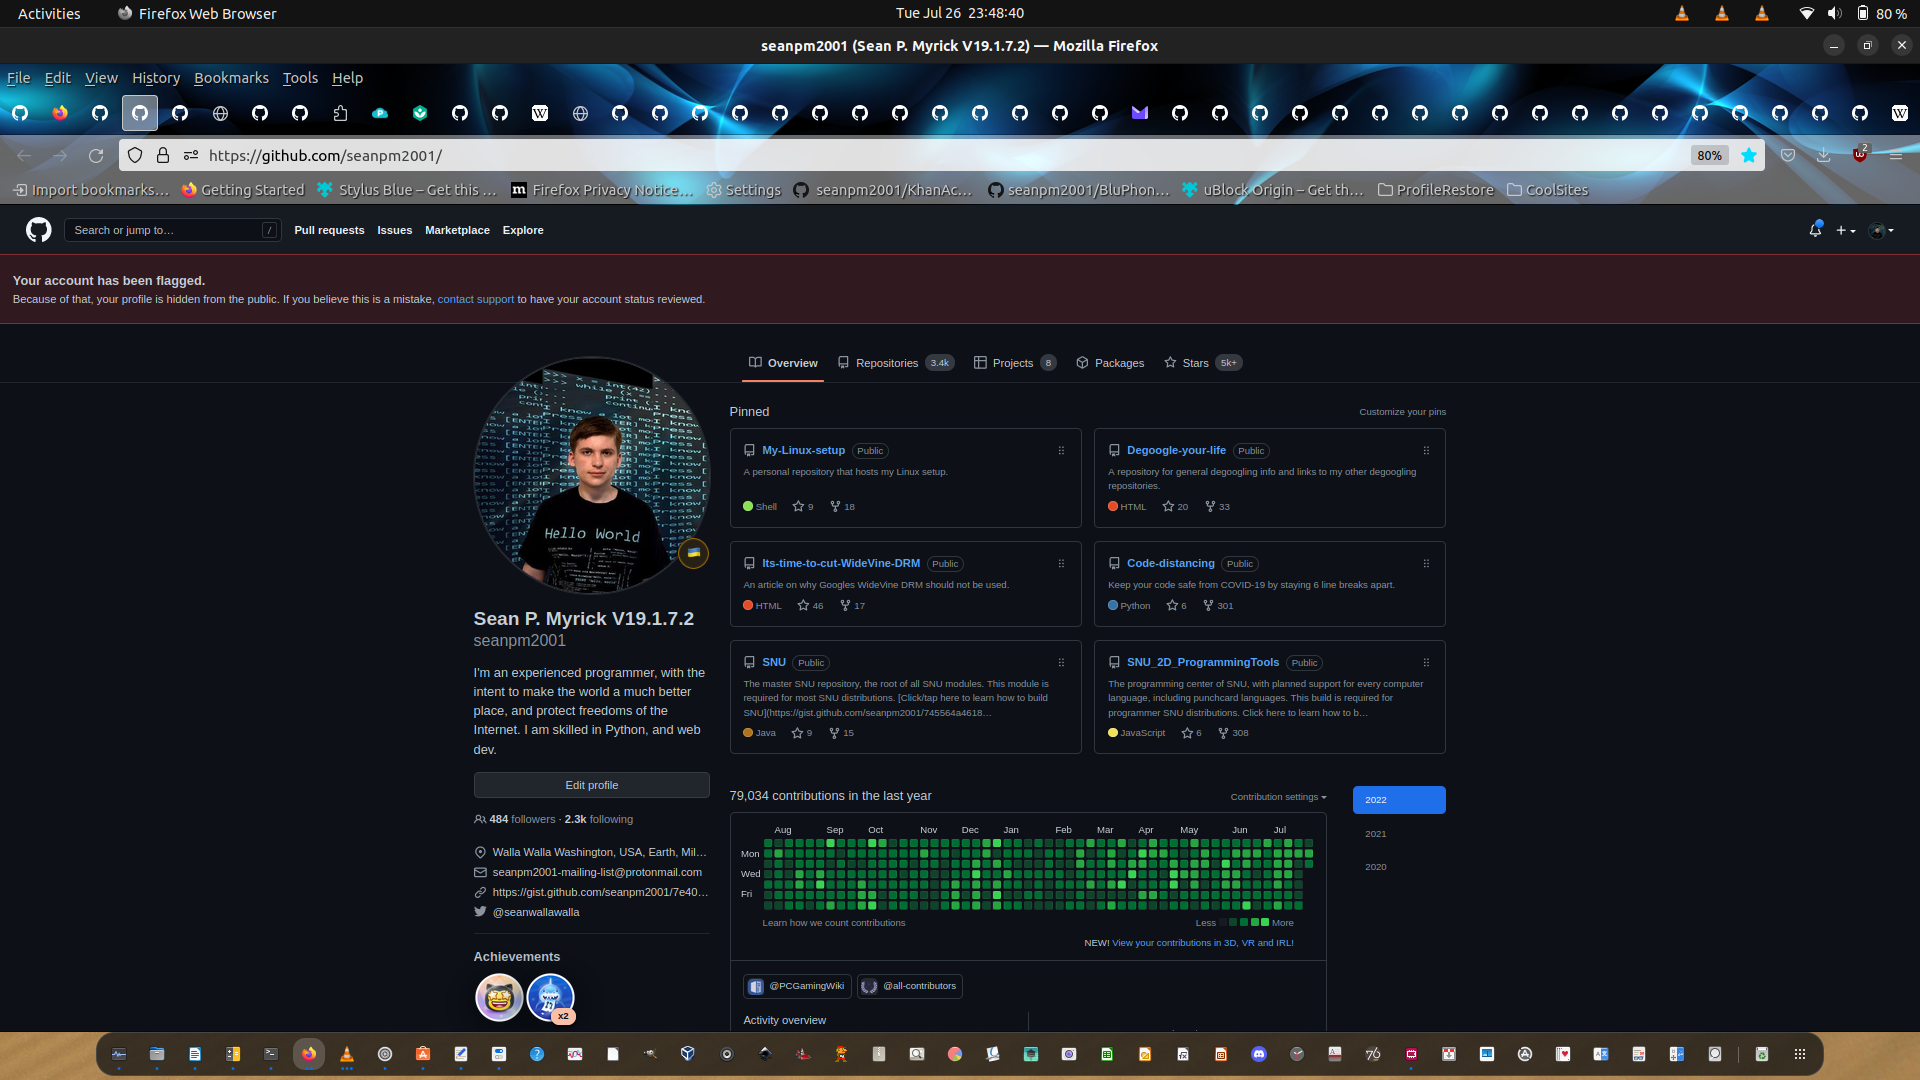 Activities Firefox Web Browser Tue Jul 26 23:48:40 80 %
seanpm2001 (Sean P. Myrick V19.1.7.2) — Mozilla Firefox
File Edit View History Bookmarks Tools Help
https://github.com/seanpm2001/ 80% 2
Import bookmarks… Getting Started Stylus Blue – Get this … Firefox Privacy Notice… Settings seanpm2001/KhanAc… seanpm2001/BluPhon… uBlock Origin – Get th… ProfileRestore CoolSites
Search or jump to… / Pull requests Issues Marketplace Explore
Your account has been flagged.
Because of that, your profile is hidden from the public. If you believe this is a mistake, contact support to have your account status reviewed.
Overview Repositories 3.4k Projects 8 Packages Stars 5k+
Hello World
Sean P. Myrick V19.1.7.2
seanpm2001
I'm an experienced programmer, with the
intent to make the world a much better
place, and protect freedoms of the
Internet. I am skilled in Python, and web
dev.
Edit profile
484 followers · 2.3k following
Walla Walla Washington, USA, Earth, Mil…
seanpm2001-mailing-list@protonmail.com
https://gist.github.com/seanpm2001/7e40…
@seanwallawalla
Achievements
x2
Pinned Customize your pins
My-Linux-setup Public
A personal repository that hosts my Linux setup.
Shell 9 18
Degoogle-your-life Public
A repository for general degoogling info and links to my other degoogling
repositories.
HTML 20 33
Its-time-to-cut-WideVine-DRM Public
An article on why Googles WideVine DRM should not be used.
HTML 46 17
Code-distancing Public
Keep your code safe from COVID-19 by staying 6 line breaks apart.
Python 6 301
SNU Public
The master SNU repository, the root of all SNU modules. This module is
required for most SNU distributions. [Click/tap here to learn how to build
SNU](https://gist.github.com/seanpm2001/745564a4618…
Java 9 15
SNU_2D_ProgrammingTools Public
The programming center of SNU, with planned support for every computer
language, including punchcard languages. This build is required for
programmer SNU distributions. Click here to learn how to b…
JavaScript 6 308
79,034 contributions in the last year Contribution settings
2022
2021
2020
Aug Sep Oct Nov Dec Jan Feb Mar Apr May Jun Jul
Mon
Wed
Fri
Learn how we count contributions Less More
NEW! View your contributions in 3D, VR and IRL!
@PCGamingWiki @all-contributors
Activity overview